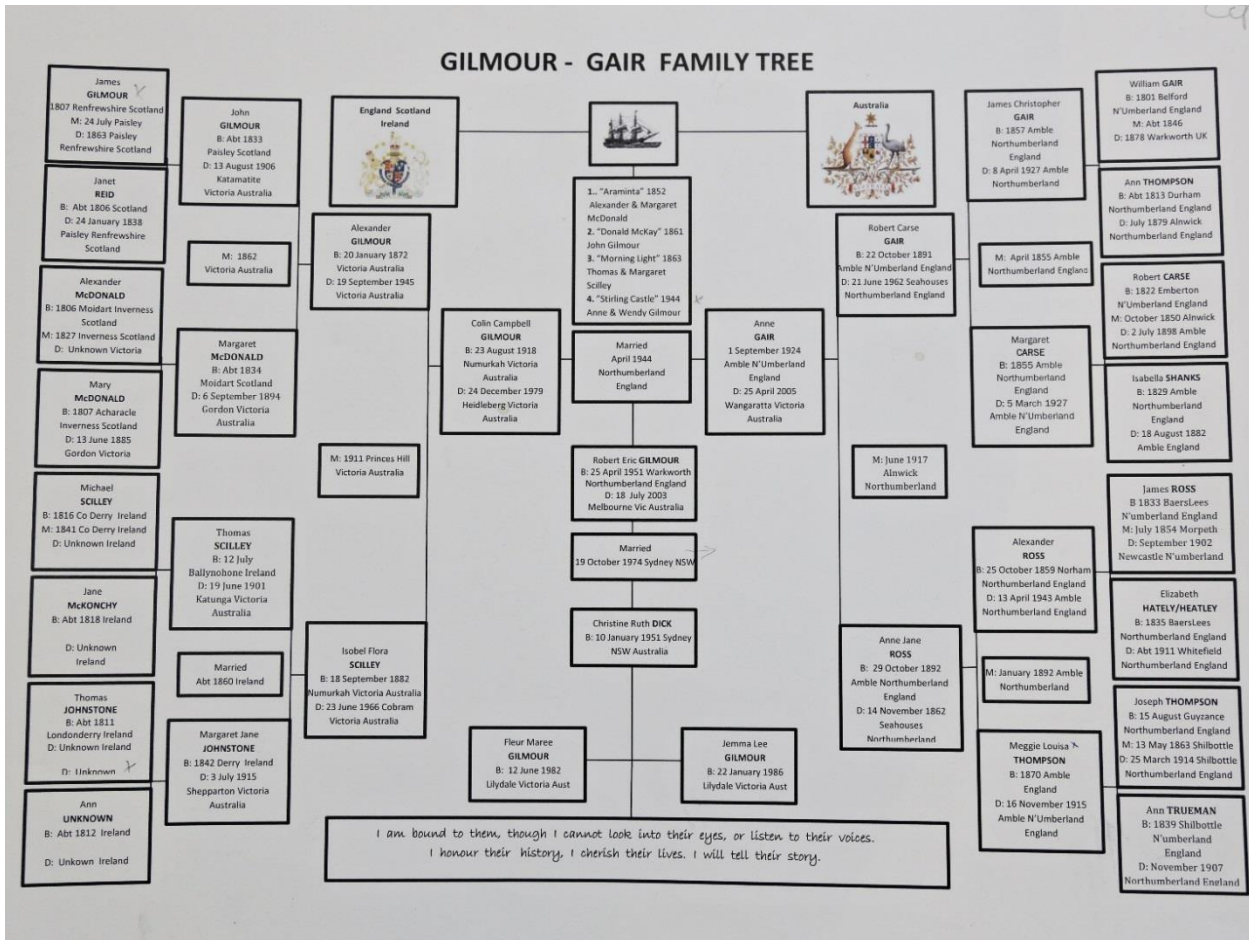 GILMOUR - GAIR FAMILY TREE
James
GILMOUR
1807 Renfrewshire Scotland
M: 24 July Paisley
D: 1863 Paisley
Renfrewshire Scotland
Janet
REID
B: Abt 1806 Scotland
D: 24 January 1838
Paisley Renfrewshire
Scotland
Alexander
McDONALD
B: 1806 Moidart Inverness
Scotland
M: 1827 Inverness Scotland
D: Unknown Victoria
Mary
McDONALD
B: 1807 Acharacle
Inverness Scotland
D: 13 June 1885
Gordon Victoria
Michael
SCILLEY
B: 1816 Co Derry Ireland
M: 1841 Co Derry Ireland
D: Unknown Ireland
Jane
McKONCHY
B: Abt 1818 Ireland
D: Unknown
Ireland
Thomas
JOHNSTONE
B: Abt 1811
Londonderry Ireland
D: Unknown Ireland
D: Unknown
Ann
UNKNOWN
B: Abt 1812 Ireland
D: Unkown Ireland
John
GILMOUR
B: Abt 1833
Paisley Scotland
D: 13 August 1906
Katamatite
Victoria Australia
M: 1862
Victoria Australia
Margaret
McDONALD
B: Abt 1834
Moidart Scotland
D: 6 September 1894
Gordon Victoria
Australia
Thomas
SCILLEY
B: 12 July
Ballynohone Ireland
D: 19 June 1901
Katunga Victoria
Australia
Married
Abt 1860 Ireland
Margaret Jane
JOHNSTONE
B: 1842 Derry Ireland
D: 3 July 1915
Shepparton Victoria
Australia
England Scotland
Ireland
Alexander
GILMOUR
B: 20 January 1872
Victoria Australia
D: 19 September 1945
Victoria Australia
M: 1911 Princes Hill
Victoria Australia
Isobel Flora
SCILLEY
B: 18 September 1882
Numurkah Victoria Australia
D: 23 June 1966 Cobram
Victoria Australia
Colin Campbell
GILMOUR
B: 23 August 1918
Numurkah Victoria
Australia
D: 24 December 1979
Heidleberg Victoria
Australia
1.. "Araminta" 1852
Alexander & Margaret
McDonald
2. "Donald McKay" 1861
John Gilmour
3. "Morning Light" 1863
Thomas & Margaret
Scilley
4. "Stirling Castle" 1944
Anne & Wendy Gilmour
Married
April 1944
Northumberland
England
Robert Eric GILMOUR
B: 25 April 1951 Warkworth
Northumberland England
D: 18 July 2003
Melbourne Vic Australia
Married
19 October 1974 Sydney NSW
Christine Ruth DICK
B: 10 January 1951 Sydney
NSW Australia
Fleur Maree
GILMOUR
B: 12 June 1982
Lilydale Victoria Aust
Jemma Lee
GILMOUR
B: 22 January 1986
Lilydale Victoria Aust
Anne
GAIR
1 September 1924
Amble N'Umberland
England
D: 25 April 2005
Wangaratta Victoria
Australia
Australia
Robert Carse
GAIR
B: 22 October 1891
Amble N'Umberland England
D: 21 June 1962 Seahouses
Northumberland England
M: June 1917
Alnwick
Northumberland
Anne Jane
ROSS
B: 29 October 1892
Amble Northumberland
England
D: 14 November 1862
Seahouses
Northumberland
James Christopher
GAIR
B: 1857 Amble
Northumberland
England
D: 8 April 1927 Amble
Northumberland
M: April 1855 Amble
Northumberland England
Margaret
CARSE
B: 1855 Amble
Northumberland
England
D: 5 March 1927
Amble N'Umberland
England
Alexander
ROSS
B: 25 October 1859 Norham
Northumberland England
D: 13 April 1943 Amble
Northumberland England
M: January 1892 Amble
Northumberland
Meggie Louisa
THOMPSON
B: 1870 Amble
England
D: 16 November 1915
Amble N'Umberland
England
William GAIR
B: 1801 Belford
N'Umberland England
M: Abt 1846
D: 1878 Warkworth UK
Ann THOMPSON
B: Abt 1813 Durham
Northumberland England
D: July 1879 Alnwick
Northumberland England
Robert CARSE
B: 1822 Emberton
N'Umberland England
M: October 1850 Alnwick
D: 2 July 1898 Amble
Northumberland England
Isabella SHANKS
B: 1829 Amble
Northumberland
England
D: 18 August 1882
Amble England
James ROSS
B 1833 BaersLees
N'umberland England
M: July 1854 Morpeth
D: September 1902
Newcastle N'umberland
Elizabeth
HATELY/HEATLEY
B: 1835 BaersLees
Northumberland England
D: Abt 1911 Whitefield
Northumberland England
Joseph THOMPSON
B: 15 August Guyzance
Northumberland England
M: 13 May 1863 Shilbottle
D: 25 March 1914 Shilbottle
Northumberland England
Ann TRUEMAN
B: 1839 Shilbottle
N'umberland
England
D: November 1907
Northumberland England
I am bound to them, though I cannot look into their eyes, or listen to their voices.
I honour their history, I cherish their lives. I will tell their story.